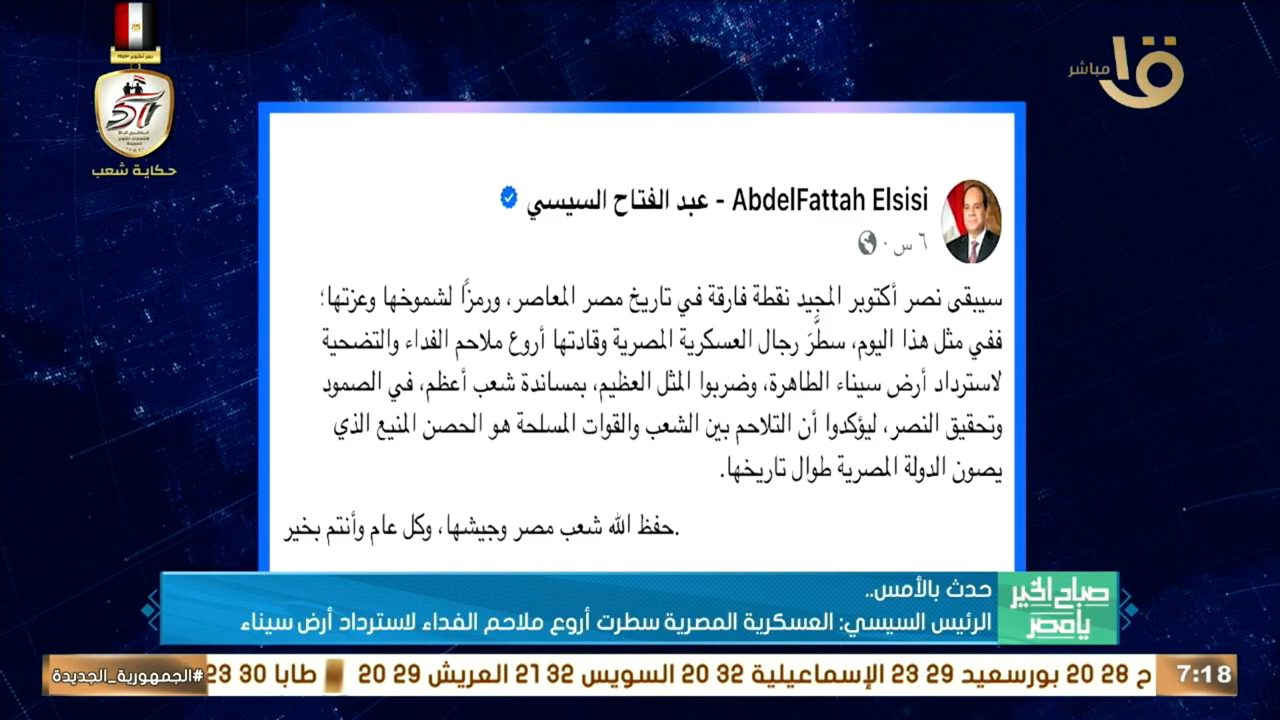 مباشر
حكاية شعب
AbdelFattah Elsisi - عبد الفتاح السيسي
٦ س ·
سيبقى نصر أكتوبر المجيد نقطة فارقة في تاريخ مصر المعاصر، ورمزًا لشموخها وعزتها؛
ففي مثل هذا اليوم، سطَّرَ رجال العسكرية المصرية وقادتها أروع ملاحم الفداء والتضحية
لاسترداد أرض سيناء الطاهرة، وضربوا المثل العظيم، بمساندة شعب أعظم، في الصمود
وتحقيق النصر، ليؤكدوا أن التلاحم بين الشعب والقوات المسلحة هو الحصن المنيع الذي
يصون الدولة المصرية طوال تاريخها.
.حفظ الله شعب مصر وجيشها، وكل عام وأنتم بخير
صباح الخير
يا مصر
حدث بالأمس..
الرئيس السيسي: العسكرية المصرية سطرت أروع ملاحم الفداء لاسترداد أرض سيناء
7:18
ح 28 20 بورسعيد 29 23 الإسماعيلية 32 20 السويس 32 21 العريش 29 20 طابا 30 23
#الجمهورية_الجديدة